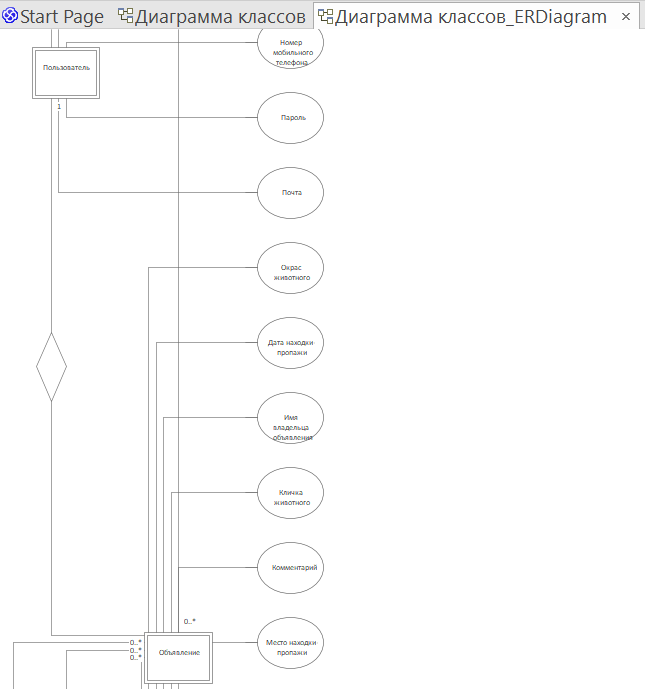 Start Page
Диаграмма классов
Диаграмма классов_ERDiagram
×
Номер
мобильного
телефона
Пользователь
1
Пароль
Почта
Окрас
животного
Дата находки-
пропажи
Имя
владельца
объявления
Кличка
животного
Комментарий
0..*
0..*
0..*
0..*
Объявление
Место находки-
пропажи